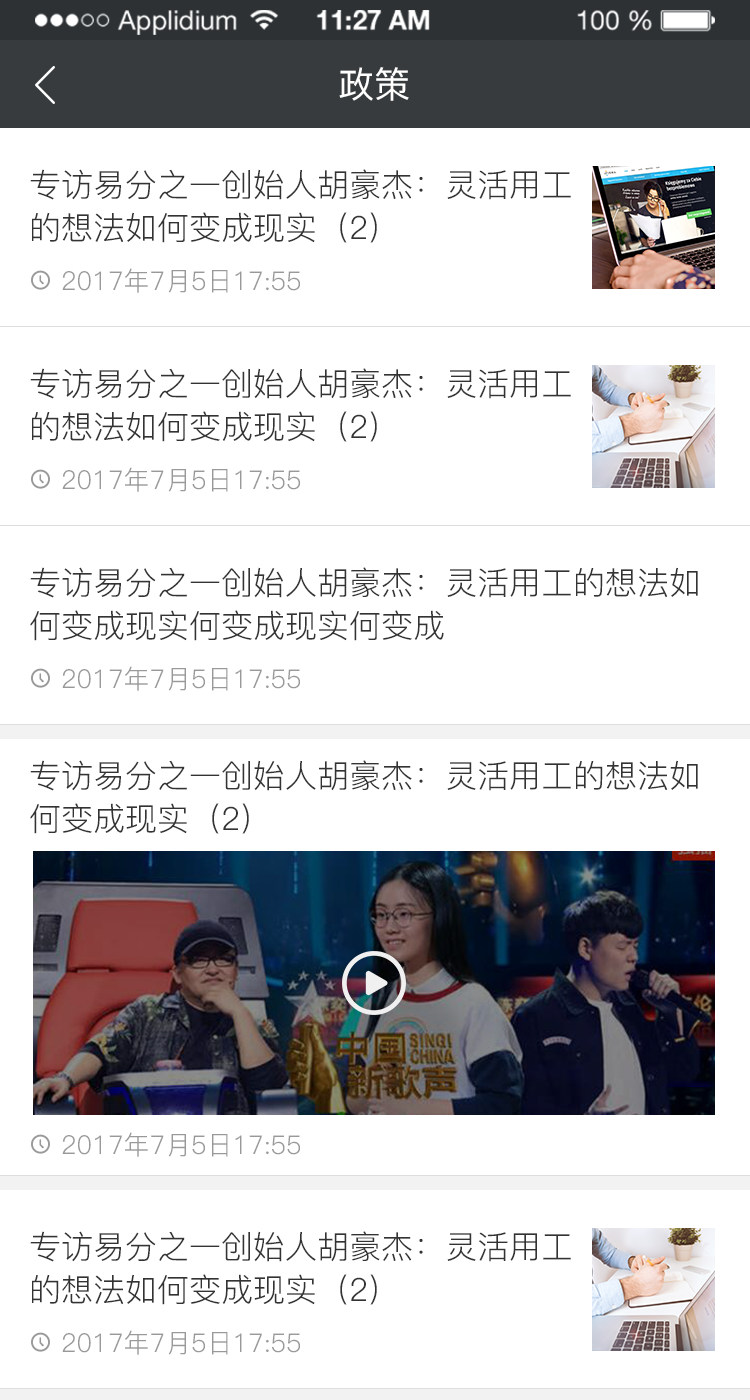 Applidium 11:27 AM 100 %
政策
专访易分之一创始人胡豪杰：灵活用工
的想法如何变成现实（2）
2017年7月5日17:55
专访易分之一创始人胡豪杰：灵活用工
的想法如何变成现实（2）
2017年7月5日17:55
专访易分之一创始人胡豪杰：灵活用工的想法如
何变成现实何变成现实何变成
2017年7月5日17:55
专访易分之一创始人胡豪杰：灵活用工的想法如
何变成现实（2）
中国
新歌声
SING!
CHINA
2017年7月5日17:55
专访易分之一创始人胡豪杰：灵活用工
的想法如何变成现实（2）
2017年7月5日17:55